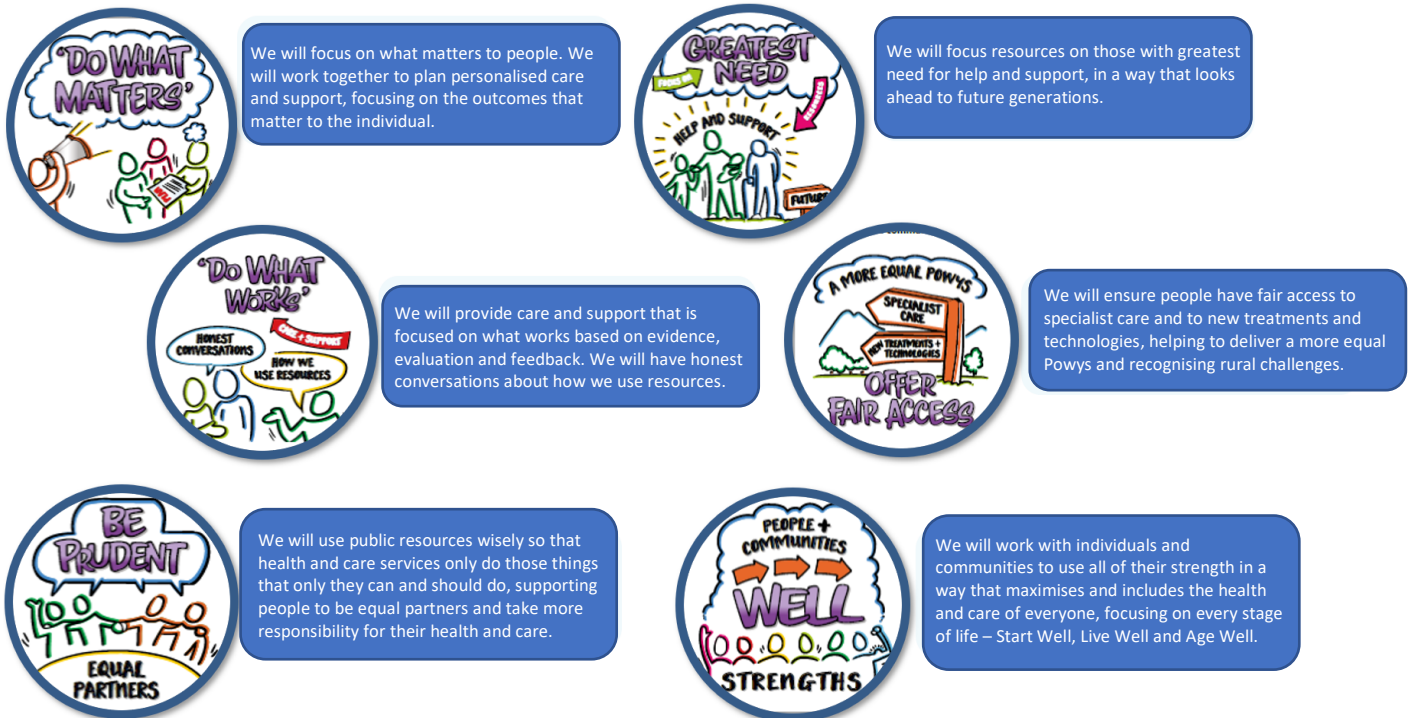 'DO WHAT
MATTERS'
PLAN
We will focus on what matters to people. We
will work together to plan personalised care
and support, focusing on the outcomes that
matter to the individual.
GREATEST
NEED
FOCUS ON
RESOURCES
HELP AND SUPPORT
FUTURE
We will focus resources on those with greatest
need for help and support, in a way that looks
ahead to future generations.
'DO WHAT
WORKS'
CARE + SUPPORT
HONEST
CONVERSATIONS
HOW WE
USE RESOURCES
We will provide care and support that is
focused on what works based on evidence,
evaluation and feedback. We will have honest
conversations about how we use resources.
A MORE EQUAL POWYS
SPECIALIST
CARE
NEW TREATMENTS +
TECHNOLOGIES
OFFER
FAIR ACCESS
We will ensure people have fair access to
specialist care and to new treatments and
technologies, helping to deliver a more equal
Powys and recognising rural challenges.
BE
PRUDENT
EQUAL
PARTNERS
We will use public resources wisely so that
health and care services only do those things
that only they can and should do, supporting
people to be equal partners and take more
responsibility for their health and care.
PEOPLE +
COMMUNITIES
WELL
STRENGTHS
We will work with individuals and
communities to use all of their strength in a
way that maximises and includes the health
and care of everyone, focusing on every stage
of life – Start Well, Live Well and Age Well.